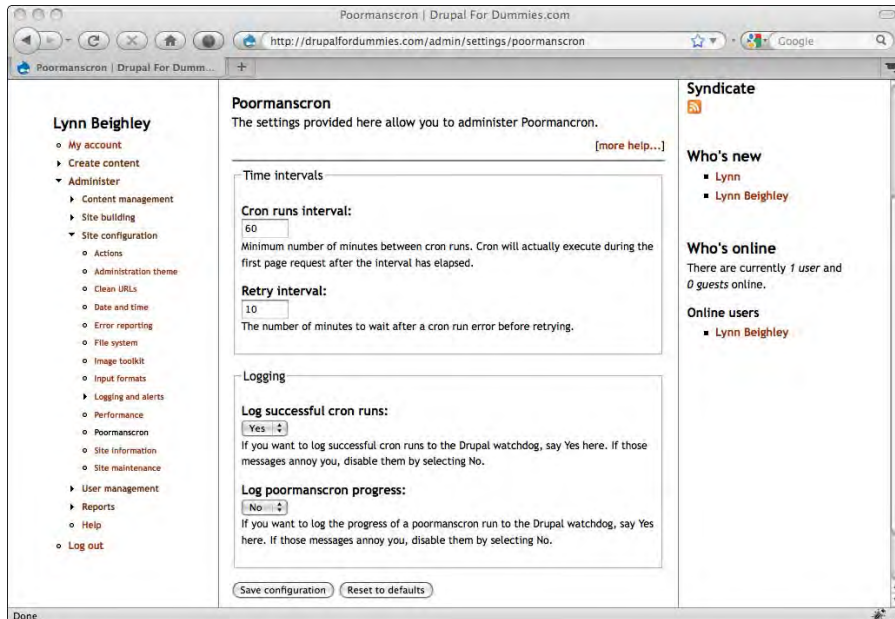 Poormanscron | Drupal For Dummies.com
http://drupalfordummies.com/admin/settings/poormanscron
Google
Poormanscron | Drupal For Dumm...
+
Lynn Beighley
My account
Create content
Administer
Content management
Site building
Site configuration
Actions
Administration theme
Clean URLs
Date and time
Error reporting
File system
Image toolkit
Input formats
Logging and alerts
Performance
Poormanscron
Site information
Site maintenance
User management
Reports
Help
Log out
Poormanscron
The settings provided here allow you to administer Poormancron.
[more help...]
Time intervals
Cron runs interval:
60
Minimum number of minutes between cron runs. Cron will actually execute during the
first page request after the interval has elapsed.
Retry interval:
10
The number of minutes to wait after a cron run error before retrying.
Logging
Log successful cron runs:
Yes
If you want to log successful cron runs to the Drupal watchdog, say Yes here. If those
messages annoy you, disable them by selecting No.
Log poormanscron progress:
No
If you want to log the progress of a poormanscron run to the Drupal watchdog, say Yes
here. If those messages annoy you, disable them by selecting No.
Save configuration
Reset to defaults
Syndicate
Who's new
Lynn
Lynn Beighley
Who's online
There are currently 1 user and
0 guests online.
Online users
Lynn Beighley
Done